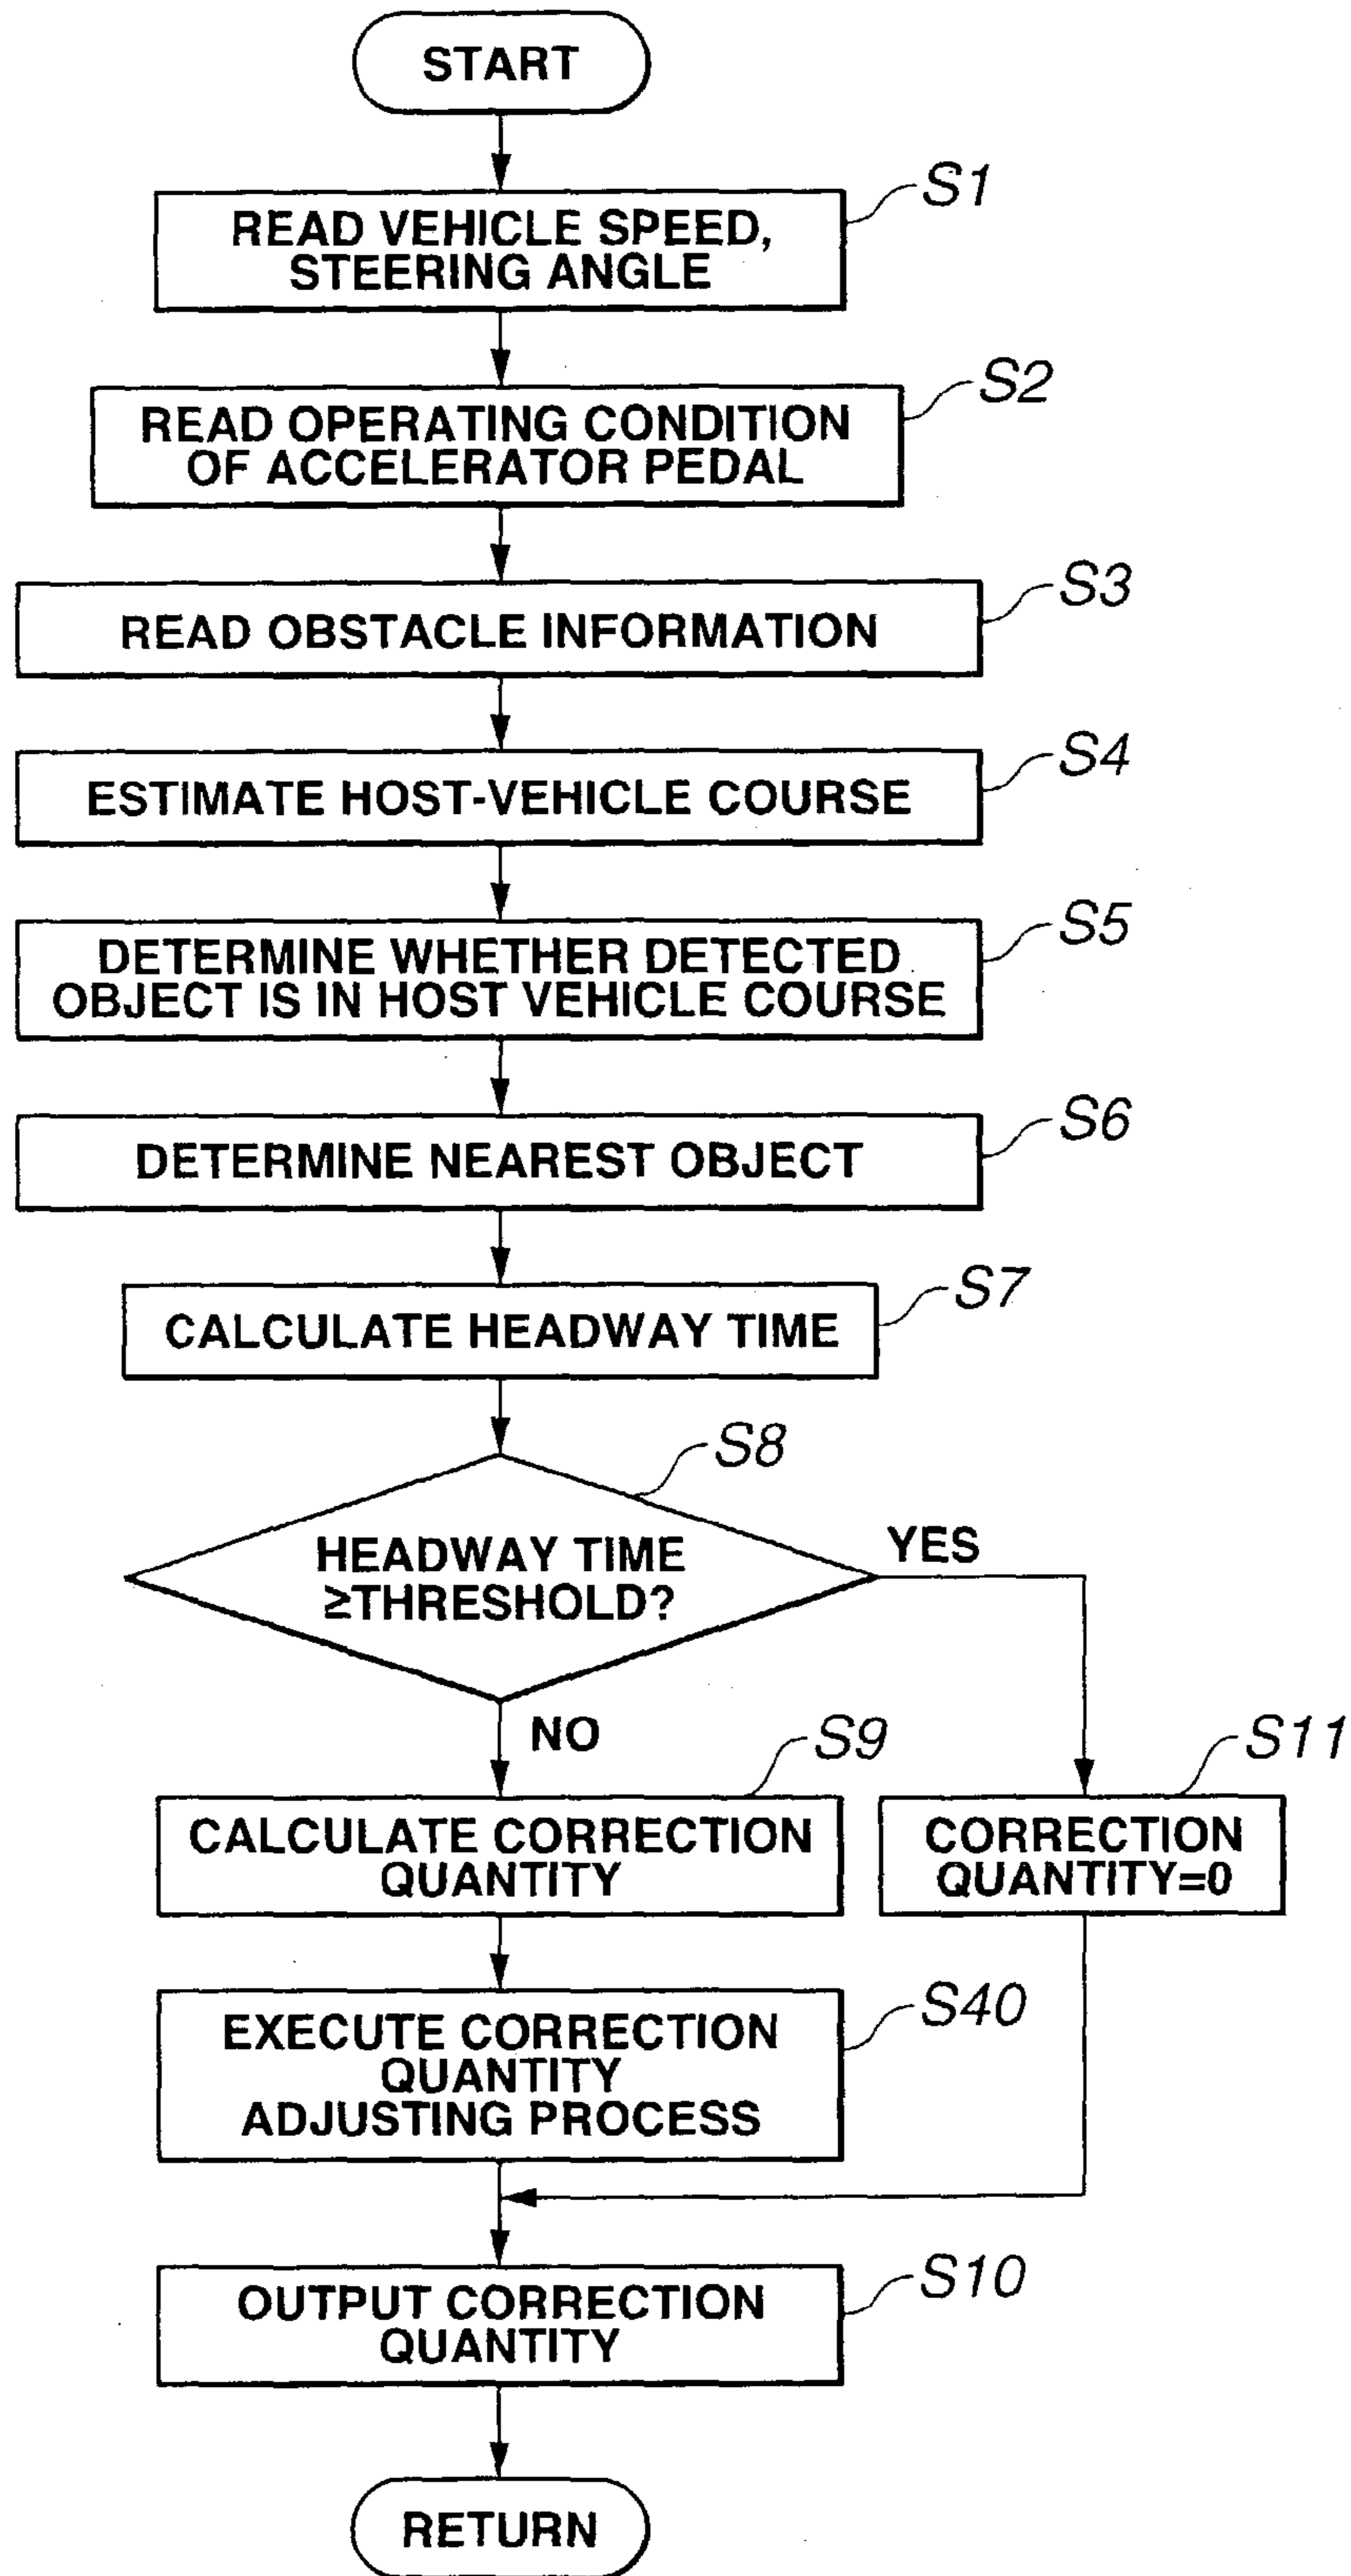 START
S1
READ VEHICLE SPEED,
STEERING ANGLE
S2
READ OPERATING CONDITION
OF ACCELERATOR PEDAL
S3
READ OBSTACLE INFORMATION
S4
ESTIMATE HOST-VEHICLE COURSE
S5
DETERMINE WHETHER DETECTED
OBJECT IS IN HOST VEHICLE COURSE
S6
DETERMINE NEAREST OBJECT
S7
CALCULATE HEADWAY TIME
S8
HEADWAY TIME
≥THRESHOLD?
YES
NO
S9
CALCULATE CORRECTION
QUANTITY
S11
CORRECTION
QUANTITY=0
S40
EXECUTE CORRECTION
QUANTITY
ADJUSTING PROCESS
S10
OUTPUT CORRECTION
QUANTITY
RETURN